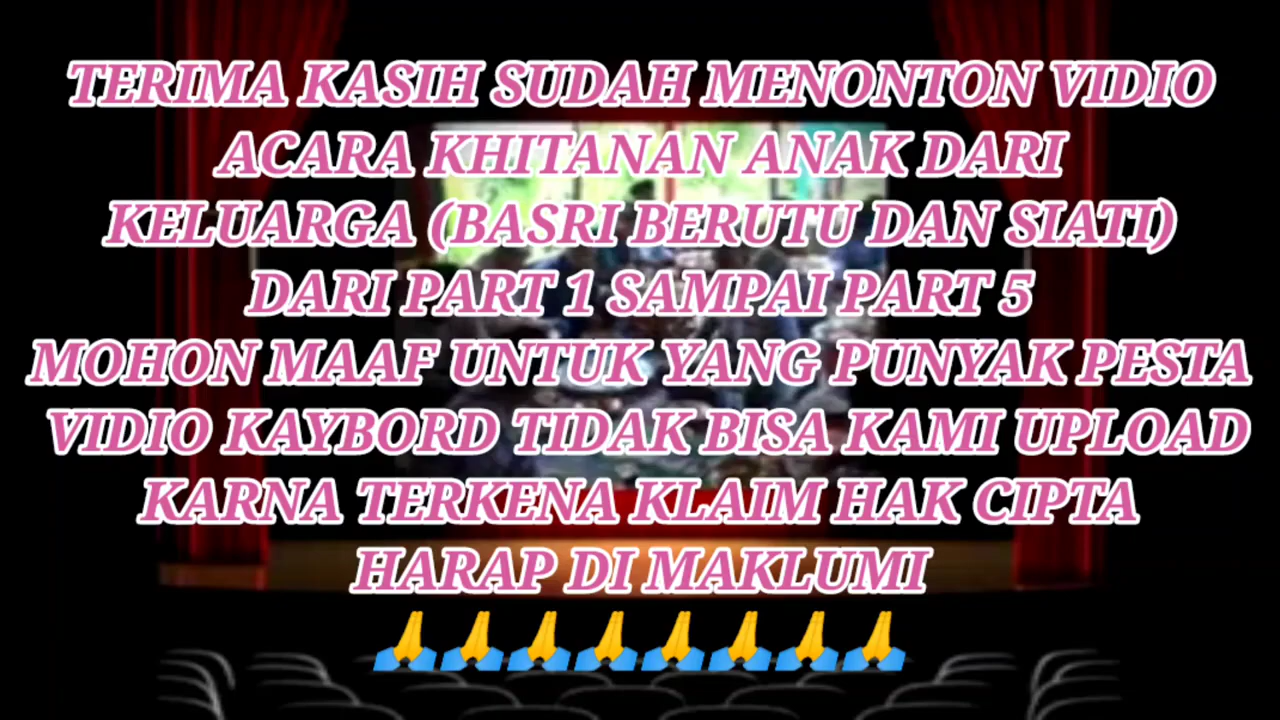 TERIMA KASIH SUDAH MENONTON VIDIO
ACARA KHITANAN ANAK DARI
KELUARGA (BASRI BERUTU DAN SIATI)
DARI PART 1 SAMPAI PART 5
MOHON MAAF UNTUK YANG PUNYAK PESTA
VIDIO KAYBORD TIDAK BISA KAMI UPLOAD
KARNA TERKENA KLAIM HAK CIPTA
HARAP DI MAKLUMI
🙏🙏🙏🙏🙏🙏🙏🙏